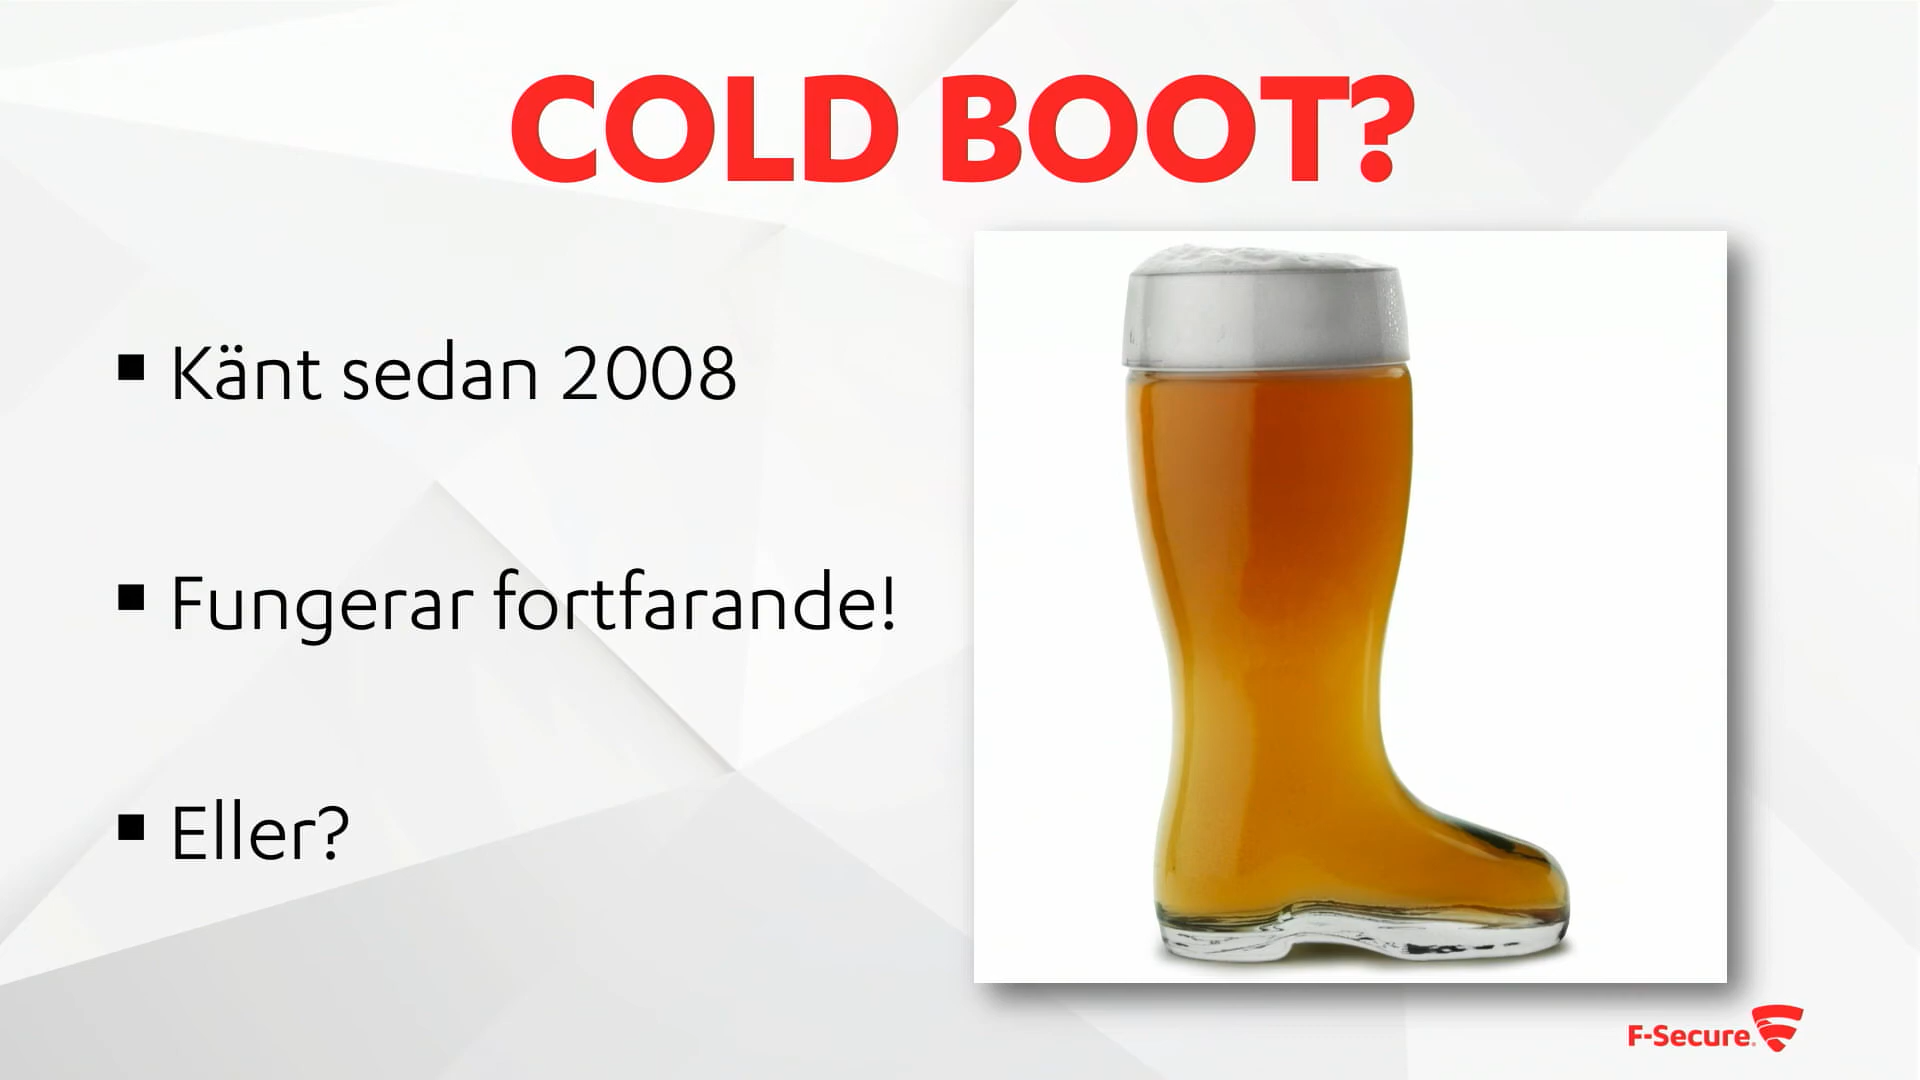 COLD BOOT?
Känt sedan 2008
Fungerar fortfarande!
Eller?
F-Secure.